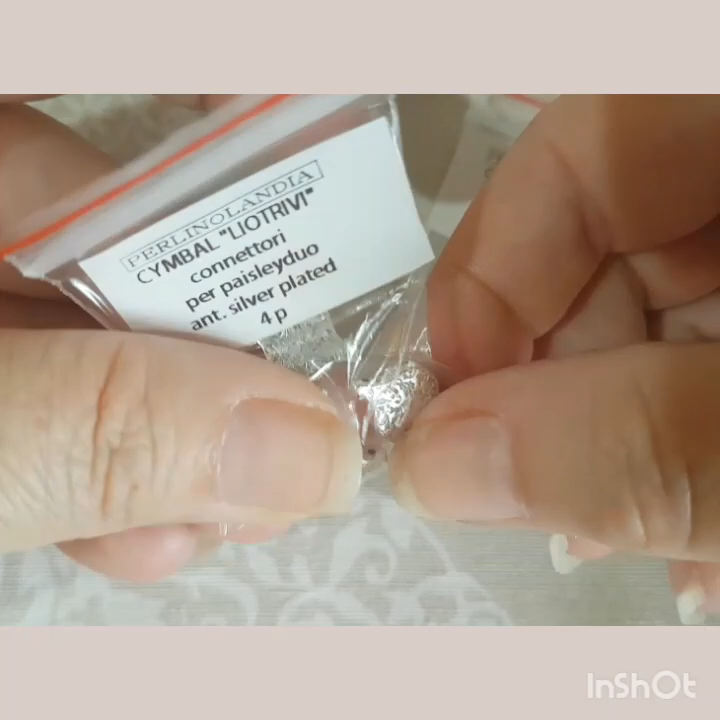 PERLINOLANDIA
CYMBAL "LIOTRIVI"
connettori
per paisleyduo
ant. silver plated
4 p
InShOt